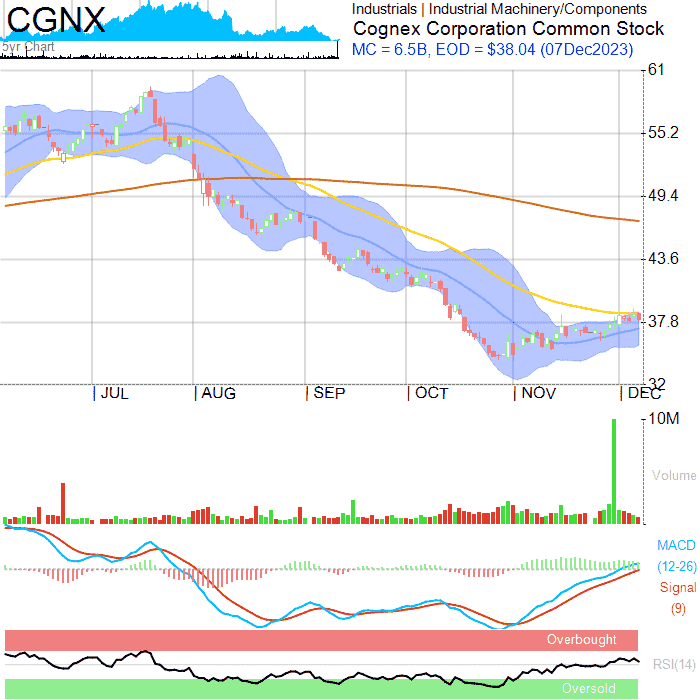 CGNX
5yr Chart
Industrials | Industrial Machinery/Components
Cognex Corporation Common Stock
MC = 6.5B, EOD = $38.04 (07Dec2023)
61
55.2
49.4
43.6
37.8
32
JUL AUG SEP OCT NOV DEC
10M
Volume
MACD
(12-26)
Signal
(9)
Overbought
RSI(14)
Oversold